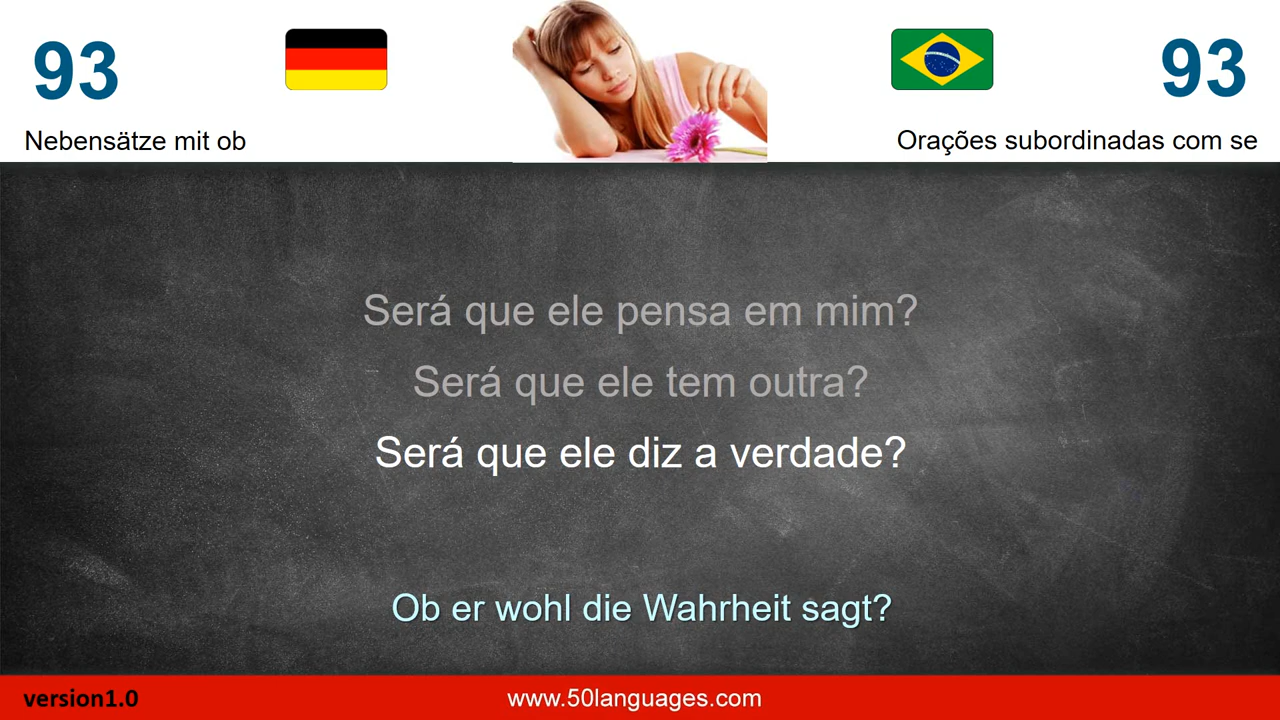 93
93
Nebensätze mit ob
Orações subordinadas com se
Será que ele pensa em mim?
Será que ele tem outra?
Será que ele diz a verdade?
Ob er wohl die Wahrheit sagt?
version1.0
www.50languages.com